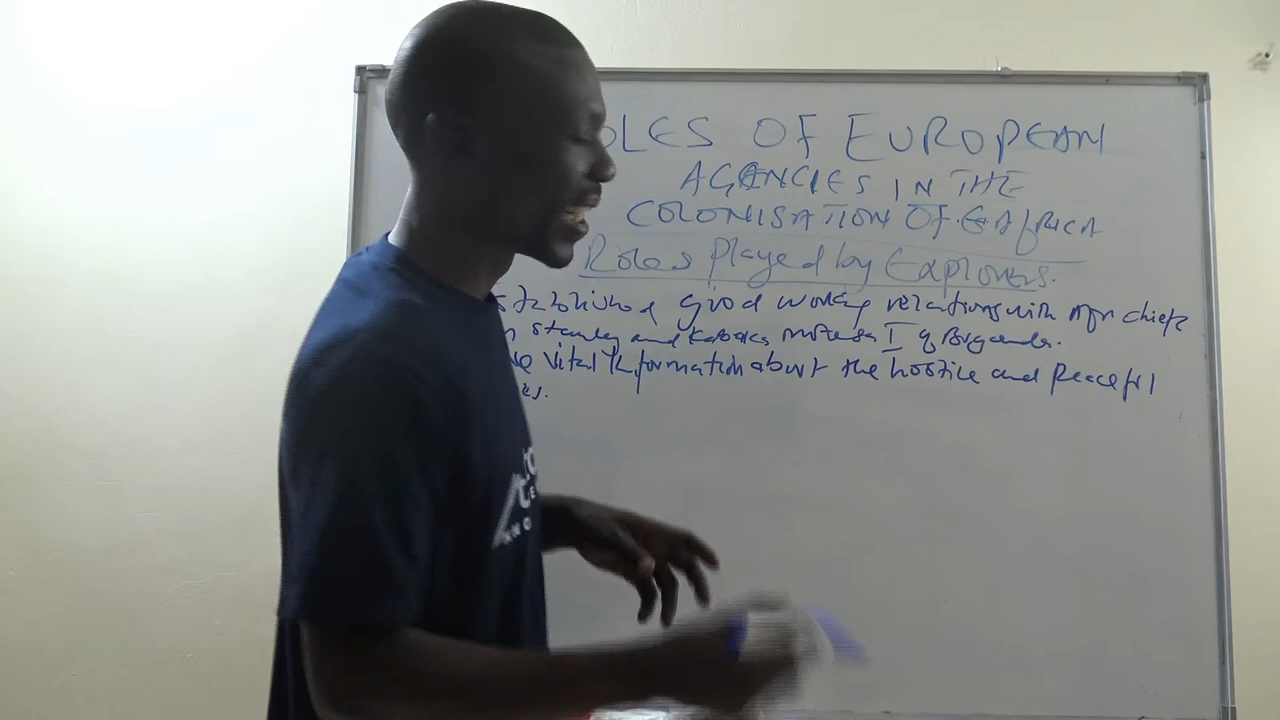 OLES OF EUROPEAN
AGENCIES IN THE
COLONISATION OF E. AfRICA
Roles Played by Explorers.
good working relations with Afn chiefs
Stanley and Kabaka Mutesa I of Buganda.
Vital Information about the hostile and Peaceful